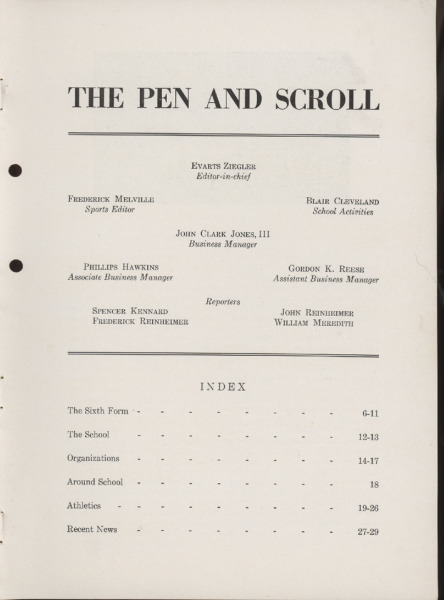 THE PEN AND SCROLL
EVARTS ZIEGLER
Editor-in-chief
FREDERICK MELVILLE
Sports Editor
BLAIR CLEVELAND
School Activities
JOHN CLARK JONES, III
Business Manager
PHILLIPS HAWKINS
Associate Business Manager
GORDON K. REESE
Assistant Business Manager
Reporters
SPENCER KENNARD
FREDERICK REINHEIMER
JOHN REINHEIMER
WILLIAM MEREDITH
INDEX
The Sixth Form - - - - - - - - 6-11
The School - - - - - - - - 12-13
Organizations - - - - - - - - 14-17
Around School - - - - - - - - 18
Athletics - - - - - - - - - 19-26
Recent News - - - - - - - - 27-29